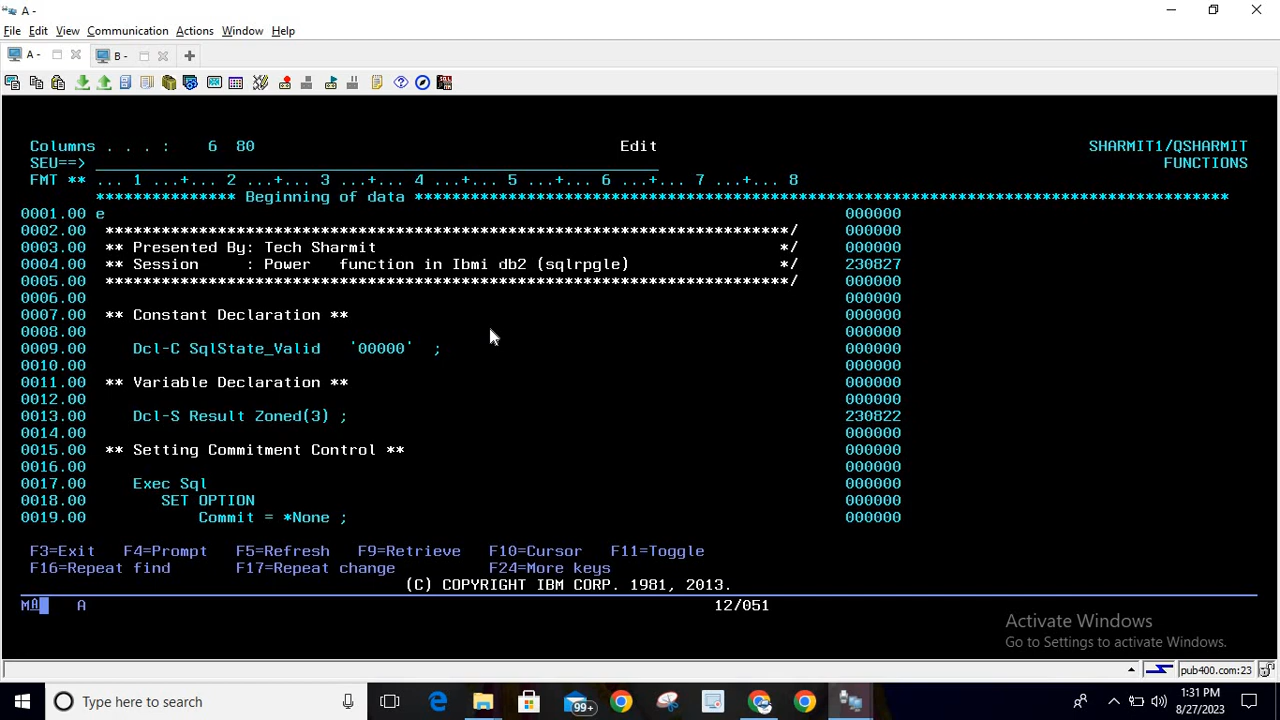 A -
File Edit View Communication Actions Window Help
A - B -
Columns . . . :    6  80                                        Edit                                                SHARMIT1/QSHARMIT
SEU==>                                                                                                                      FUNCTIONS
FMT **  ... 1 ...+... 2 ...+... 3 ...+... 4 ...+... 5 ...+... 6 ...+... 7 ...+... 8
*************** Beginning of data ***************************************************************************************
0001.00 e 000000
0002.00  *************************************************************************/ 000000
0003.00  ** Presented By: Tech Sharmit                                           */ 000000
0004.00  ** Session     : Power   function in Ibmi db2 (sqlrpgle)                */ 230827
0005.00  *************************************************************************/ 000000
0006.00 000000
0007.00  ** Constant Declaration ** 000000
0008.00 000000
0009.00     Dcl-C SqlState_Valid   '00000'  ; 000000
0010.00 000000
0011.00  ** Variable Declaration ** 000000
0012.00 000000
0013.00     Dcl-S Result Zoned(3) ; 230822
0014.00 000000
0015.00  ** Setting Commitment Control ** 000000
0016.00 000000
0017.00     Exec Sql 000000
0018.00        SET OPTION 000000
0019.00            Commit = *None ; 000000
F3=Exit   F4=Prompt   F5=Refresh   F9=Retrieve   F10=Cursor   F11=Toggle
F16=Repeat find       F17=Repeat change          F24=More keys
(C) COPYRIGHT IBM CORP. 1981, 2013.
MA    A    12/051
Activate Windows
Go to Settings to activate Windows.
pub400.com:23
Type here to search
99+
1:31 PM
8/27/2023